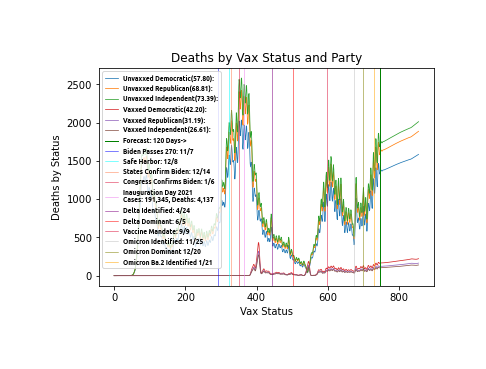 Deaths by Vax Status and Party
Deaths by Status
2500
2000
1500
1000
500
0
Unvaxxed Democratic(57.80):
Unvaxxed Republican(68.81):
Unvaxxed Independent(73.39):
Vaxxed Democratic(42.20):
Vaxxed Republican(31.19):
Vaxxed Independent(26.61):
Forecast: 120 Days->
Biden Passes 270: 11/7
Safe Harbor: 12/8
States Confirm Biden: 12/14
Congress Confirms Biden: 1/6
Inauguration Day 2021
Cases: 191,345, Deaths: 4,137
Delta Identified: 4/24
Delta Dominant: 6/5
Vaccine Mandate: 9/9
Omicron Identified: 11/25
Omicron Dominant 12/20
Omicron Ba.2 Identified 1/21
0 200 400 600 800
Vax Status